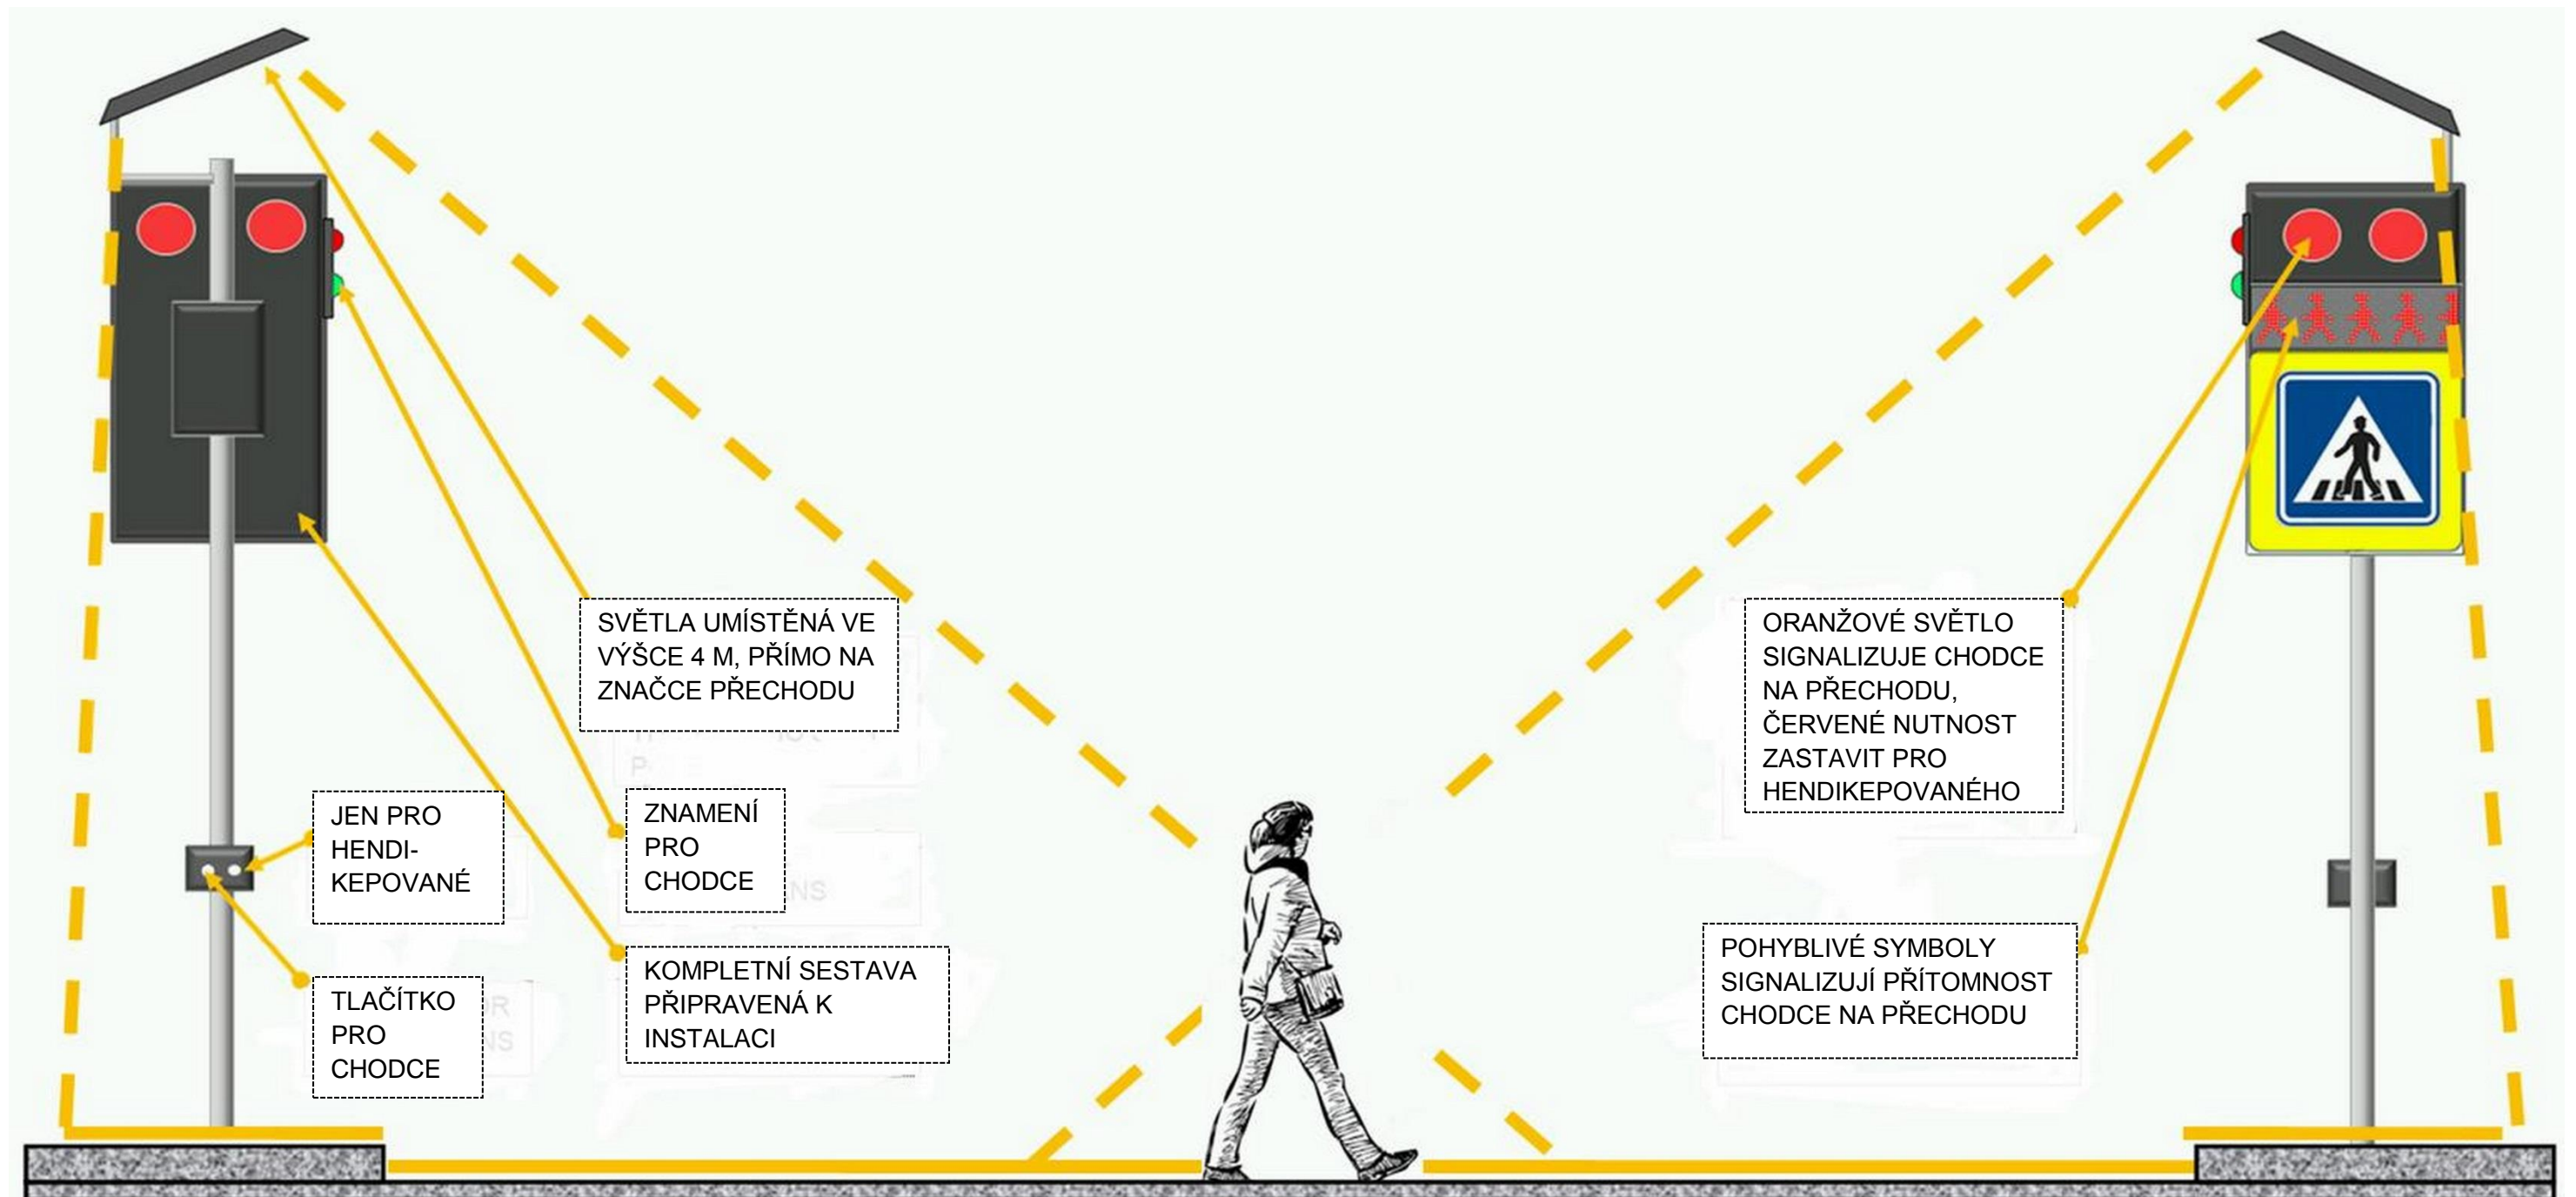 SVĚTLA UMÍSTĚNÁ VE
VÝŠCE 4 M, PŘÍMO NA
ZNAČCE PŘECHODU
ORANŽOVÉ SVĚTLO
SIGNALIZUJE CHODCE
NA PŘECHODU,
ČERVENÉ NUTNOST
ZASTAVIT PRO
HENDIKEPOVANÉHO
JEN PRO
HENDI-
KEPOVANÉ
ZNAMENÍ
PRO
CHODCE
TLAČÍTKO
PRO
CHODCE
KOMPLETNÍ SESTAVA
PŘIPRAVENÁ K
INSTALACI
POHYBLIVÉ SYMBOLY
SIGNALIZUJÍ PŘÍTOMNOST
CHODCE NA PŘECHODU